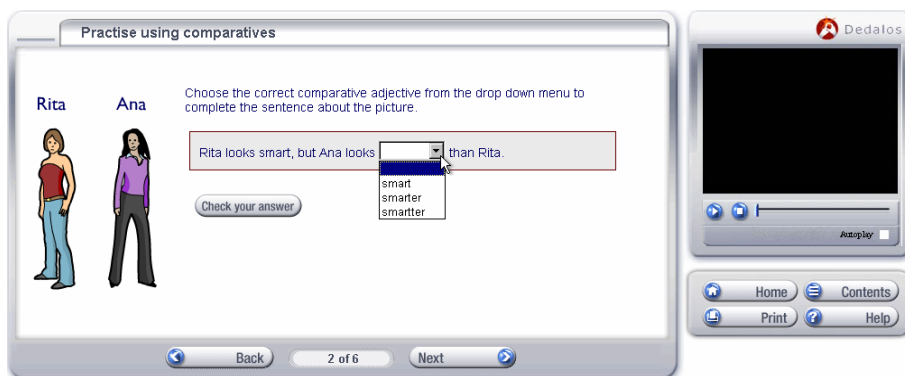 Practise using comparatives
Dedalos
Choose the correct comparative adjective from the drop down menu to
complete the sentence about the picture.
Rita Ana
Rita looks smart, but Ana looks than Rita.
smart
smarter
smartter
Check your answer
Autoplay
Home Contents
Print Help
Back 2 of 6 Next